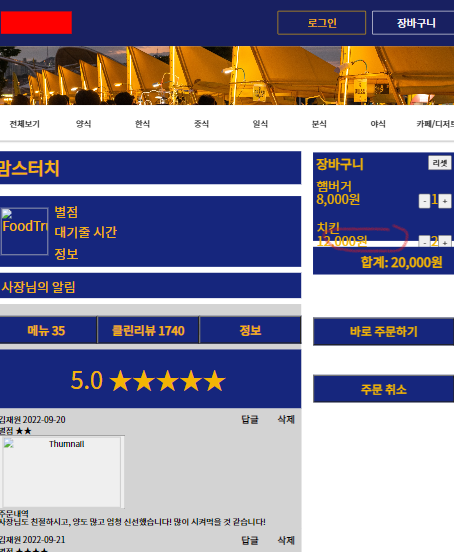 로그인
장바구니
전체보기 양식 한식 중식 일식 분식 야식 카페/디저트
맘스터치
장바구니
리셋
햄버거
8,000원
- 1 +
치킨
12,000원
- 2 +
합계: 20,000원
FoodTru
별점
대기줄 시간
정보
사장님의 알림
메뉴 35
클린리뷰 1740
정보
바로 주문하기
5.0 ★★★★★
주문 취소
김재원 2022-09-20
답글 삭제
별점 ★★
Thumnail
주문내역
사장님도 친절하시고, 양도 많고 엄청 신선했습니다! 많이 시켜먹을 것 같습니다!
김재원 2022-09-21
답글 삭제
별점 ★★★★